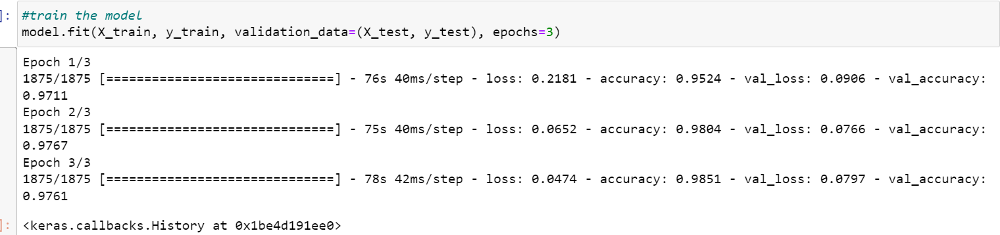 ]: #train the model
model.fit(X_train, y_train, validation_data=(X_test, y_test), epochs=3)
Epoch 1/3
1875/1875 [==============================] - 76s 40ms/step - loss: 0.2181 - accuracy: 0.9524 - val_loss: 0.0906 - val_accuracy:
0.9711
Epoch 2/3
1875/1875 [==============================] - 75s 40ms/step - loss: 0.0652 - accuracy: 0.9804 - val_loss: 0.0766 - val_accuracy:
0.9767
Epoch 3/3
1875/1875 [==============================] - 78s 42ms/step - loss: 0.0474 - accuracy: 0.9851 - val_loss: 0.0797 - val_accuracy:
0.9761
]: <keras.callbacks.History at 0x1be4d191ee0>